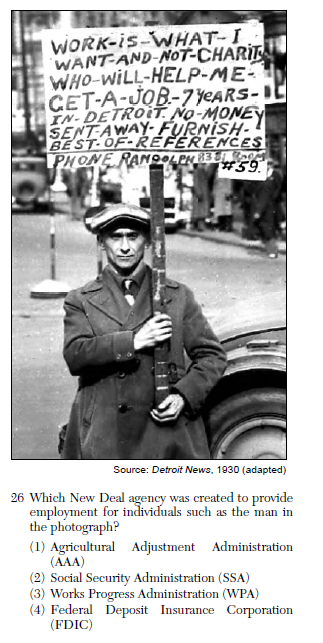 WORK-IS-WHAT-I
WANT-AND-NOT-CHARITY
WHO-WILL-HELP-ME-
GET-A-JOB-7 YEARS-
IN-DETROIT. NO-MONEY
SENT-AWAY-FURNISH-
BEST-OF-REFERENCES
PHONE RANDOLPH 8381 ROOM
#59.
Source: Detroit News, 1930 (adapted)
26 Which New Deal agency was created to provide
employment for individuals such as the man in
the photograph?
(1) Agricultural Adjustment Administration
(AAA)
(2) Social Security Administration (SSA)
(3) Works Progress Administration (WPA)
(4) Federal Deposit Insurance Corporation
(FDIC)